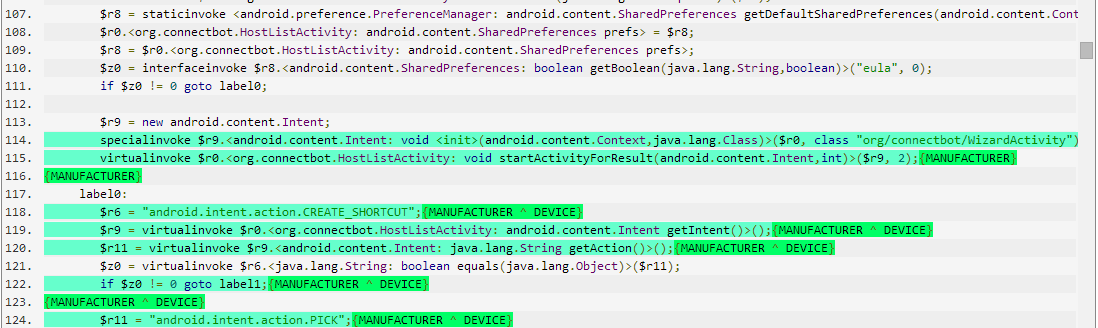 107. $r8 = staticinvoke <android.preference.PreferenceManager: android.content.SharedPreferences getDefaultSharedPreferences(android.content.Cont
108. $r0.<org.connectbot.HostListActivity: android.content.SharedPreferences prefs> = $r8;
109. $r8 = $r0.<org.connectbot.HostListActivity: android.content.SharedPreferences prefs>;
110. $z0 = interfaceinvoke $r8.<android.content.SharedPreferences: boolean getBoolean(java.lang.String,boolean)>("eula", 0);
111. if $z0 != 0 goto label0;
112.
113. $r9 = new android.content.Intent;
114. specialinvoke $r9.<android.content.Intent: void <init>(android.content.Context,java.lang.Class)>($r0, class "org/connectbot/WizardActivity")
115. virtualinvoke $r0.<org.connectbot.HostListActivity: void startActivityForResult(android.content.Intent,int)>($r9, 2);{MANUFACTURER}
116. {MANUFACTURER}
117. label0:
118. $r6 = "android.intent.action.CREATE_SHORTCUT";{MANUFACTURER ^ DEVICE}
119. $r9 = virtualinvoke $r0.<org.connectbot.HostListActivity: android.content.Intent getIntent()>();{MANUFACTURER ^ DEVICE}
120. $r11 = virtualinvoke $r9.<android.content.Intent: java.lang.String getAction()>();{MANUFACTURER ^ DEVICE}
121. $z0 = virtualinvoke $r6.<java.lang.String: boolean equals(java.lang.Object)>($r11);
122. if $z0 != 0 goto label1;{MANUFACTURER ^ DEVICE}
123. {MANUFACTURER ^ DEVICE}
124. $r11 = "android.intent.action.PICK";{MANUFACTURER ^ DEVICE}